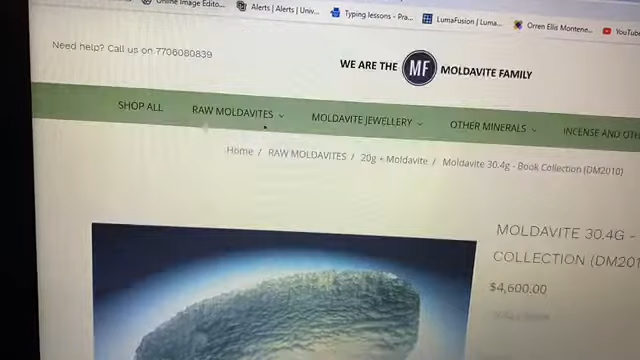 Online Image Edito...
Alerts | Alerts | Univ...
Typing lessons - Pra...
LumaFusion | Luma...
Orren Ellis Montene...
YouTube
Need help? Call us on 7706080839
WE ARE THE MF MOLDAVITE FAMILY
SHOP ALL
RAW MOLDAVITES
MOLDAVITE JEWELLERY
OTHER MINERALS
INCENSE AND OTH
Home / RAW MOLDAVITES / 20g + Moldavite / Moldavite 30.4g - Book Collection (DM2010)
MOLDAVITE 30.4G -
COLLECTION (DM201
$4,600.00